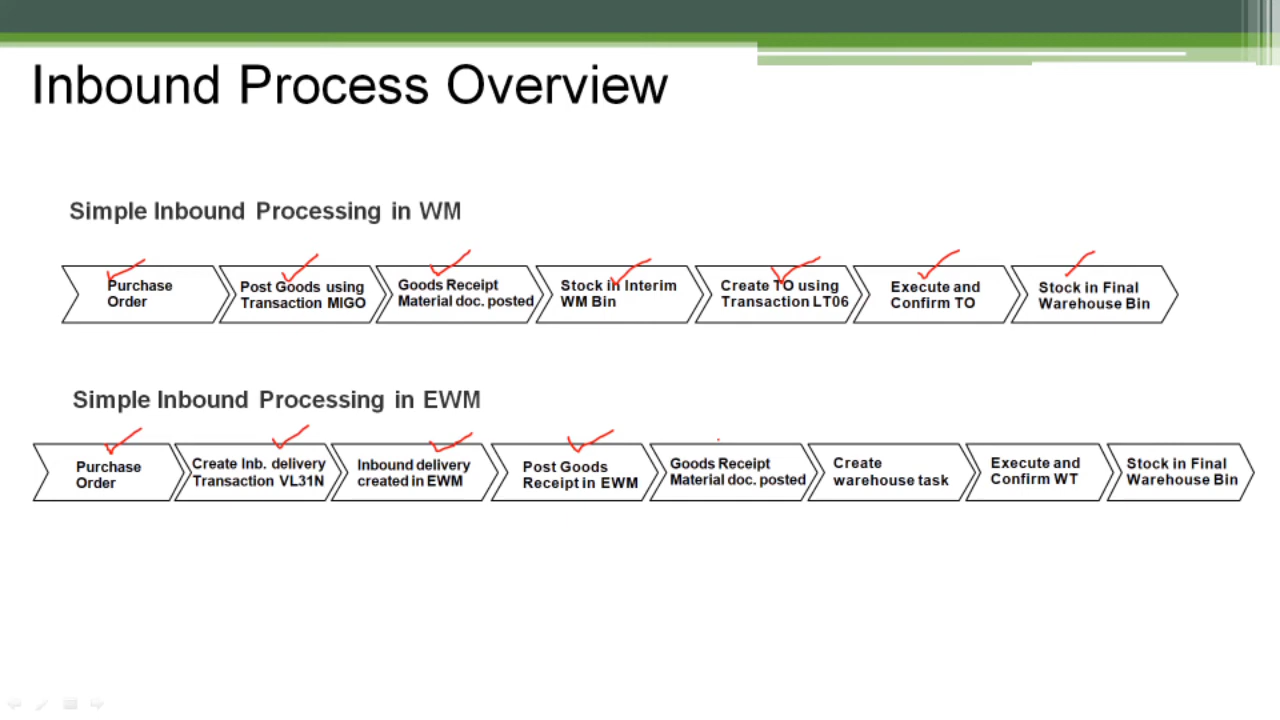 Inbound Process Overview
Simple Inbound Processing in WM
Purchase
Order
Post Goods using
Transaction MIGO
Goods Receipt
Material doc. posted
Stock in Interim
WM Bin
Create TO using
Transaction LT06
Execute and
Confirm TO
Stock in Final
Warehouse Bin
Simple Inbound Processing in EWM
Purchase
Order
Create Inb. delivery
Transaction VL31N
Inbound delivery
created in EWM
Post Goods
Receipt in EWM
Goods Receipt
Material doc. posted
Create
warehouse task
Execute and
Confirm WT
Stock in Final
Warehouse Bin